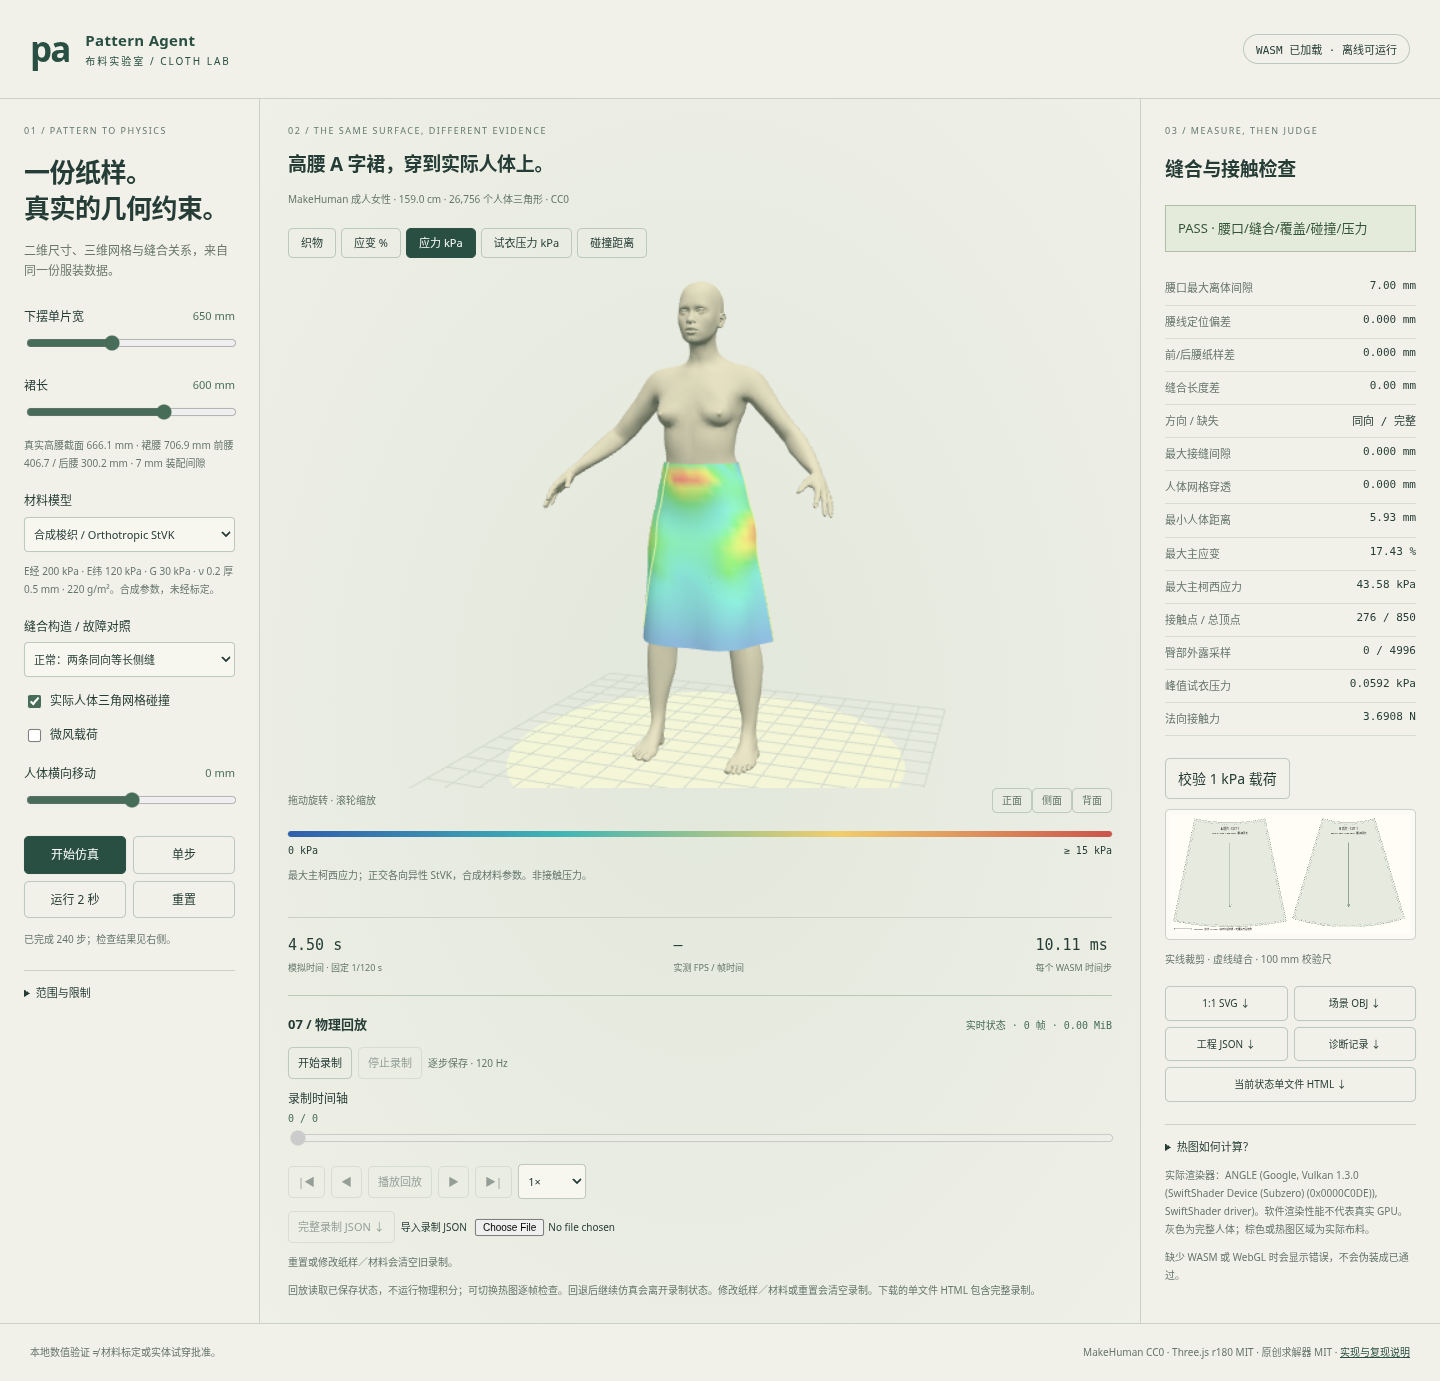 pa
Pattern Agent
布料实验室 / CLOTH LAB
WASM 已加载 · 离线可运行
01 / PATTERN TO PHYSICS
一份纸样。
真实的几何约束。
二维尺寸、三维网格与缝合关系，来自
同一份服装数据。
下摆单片宽 650 mm
裙长 600 mm
真实高腰截面 666.1 mm · 裙腰 706.9 mm 前腰
406.7 / 后腰 300.2 mm · 7 mm 装配间隙
材料模型
合成梭织 / Orthotropic StVK
E经 200 kPa · E纬 120 kPa · G 30 kPa · ν 0.2 厚
0.5 mm · 220 g/m²。合成参数，未经标定。
缝合构造 / 故障对照
正常：两条同向等长侧缝
实际人体三角网格碰撞
微风载荷
人体横向移动 0 mm
开始仿真 单步
运行 2 秒 重置
已完成 240 步；检查结果见右侧。
▶ 范围与限制
02 / THE SAME SURFACE, DIFFERENT EVIDENCE
高腰 A 字裙，穿到实际人体上。
MakeHuman 成人女性 · 159.0 cm · 26,756 个人体三角形 · CC0
织物 应变 % 应力 kPa 试衣压力 kPa 碰撞距离
拖动旋转 · 滚轮缩放 正面 侧面 背面
0 kPa ≥ 15 kPa
最大主柯西应力；正交各向异性 StVK，合成材料参数。非接触压力。
4.50 s — 10.11 ms
模拟时间 · 固定 1/120 s 实测 FPS / 帧时间 每个 WASM 时间步
07 / 物理回放 实时状态 · 0 帧 · 0.00 MiB
开始录制 停止录制 逐步保存 · 120 Hz
录制时间轴
0 / 0
|◀ ◀ 播放回放 ▶ ▶| 1×
完整录制 JSON ↓ 导入录制 JSON Choose File No file chosen
重置或修改纸样／材料会清空旧录制。
回放读取已保存状态，不运行物理积分；可切换热图逐帧检查。回退后继续仿真会离开录制状态。修改纸样／材料或重置会清空录制。下载的单文件 HTML 包含完整录制。
03 / MEASURE, THEN JUDGE
缝合与接触检查
PASS · 腰口/缝合/覆盖/碰撞/压力
腰口最大离体间隙 7.00 mm
腰线定位偏差 0.000 mm
前/后腰纸样差 0.000 mm
缝合长度差 0.00 mm
方向 / 缺失 同向 / 完整
最大接缝间隙 0.000 mm
人体网格穿透 0.000 mm
最小人体距离 5.93 mm
最大主应变 17.43 %
最大主柯西应力 43.58 kPa
接触点 / 总顶点 276 / 850
臀部外露采样 0 / 4996
峰值试衣压力 0.0592 kPa
法向接触力 3.6908 N
校验 1 kPa 载荷
实线裁剪 · 虚线缝合 · 100 mm 校验尺
1:1 SVG ↓ 场景 OBJ ↓
工程 JSON ↓ 诊断记录 ↓
当前状态单文件 HTML ↓
▶ 热图如何计算?
实际渲染器：ANGLE (Google, Vulkan 1.3.0
(SwiftShader Device (Subzero) (0x0000C0DE)),
SwiftShader driver)。软件渲染性能不代表真实 GPU。
灰色为完整人体；棕色或热图区域为实际布料。
缺少 WASM 或 WebGL 时会显示错误，不会伪装成已通
过。
本地数值验证 ≠ 材料标定或实体试穿批准。
MakeHuman CC0 · Three.js r180 MIT · 原创求解器 MIT · 实现与复现说明